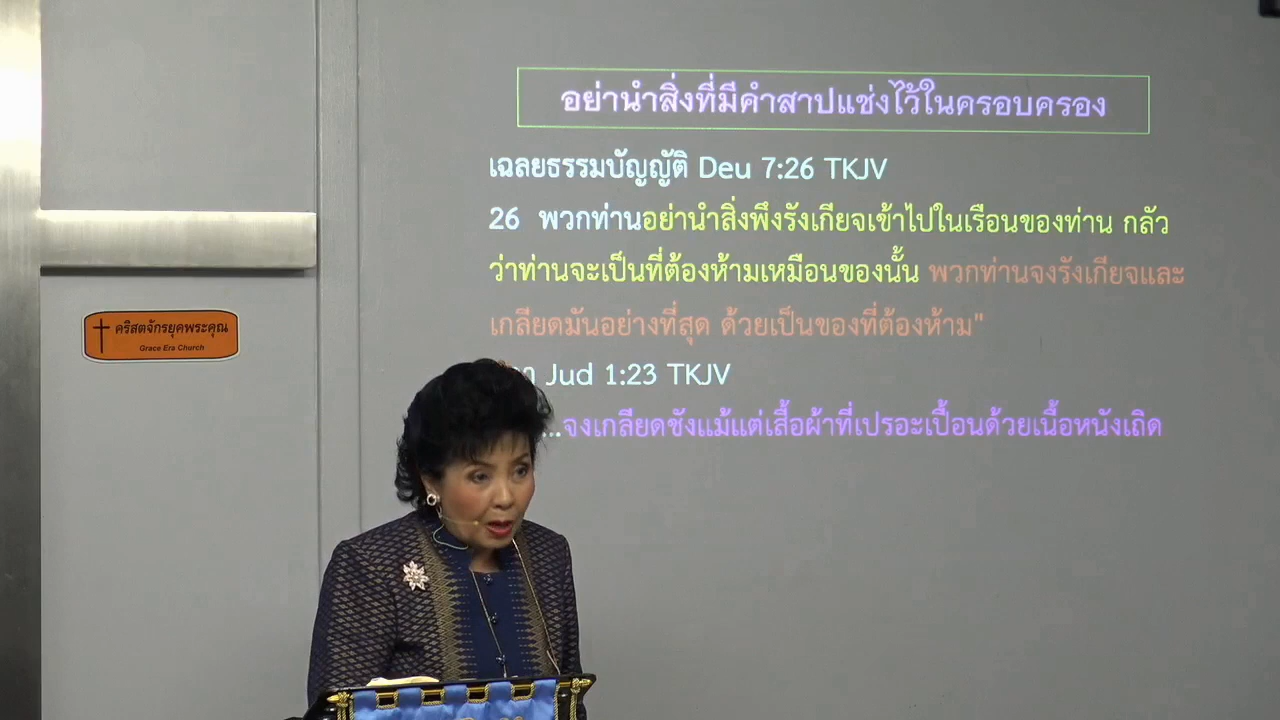 อย่านำสิ่งที่มีคำสาปแช่งไว้ในครอบครอง
เฉลยธรรมบัญญัติ Deu 7:26 TKJV
26 พวกท่านอย่านำสิ่งพึงรังเกียจเข้าไปในเรือนของท่าน กลัว
ว่าท่านจะเป็นที่ต้องห้ามเหมือนของนั้น พวกท่านจงรังเกียจและ
เกลียดมันอย่างที่สุด ด้วยเป็นของที่ต้องห้าม"
Jud 1:23 TKJV
...จงเกลียดชังแม้แต่เสื้อผ้าที่เปรอะเปื้อนด้วยเนื้อหนังเถิด
คริสตจักรยุคพระคุณ
Grace Era Church